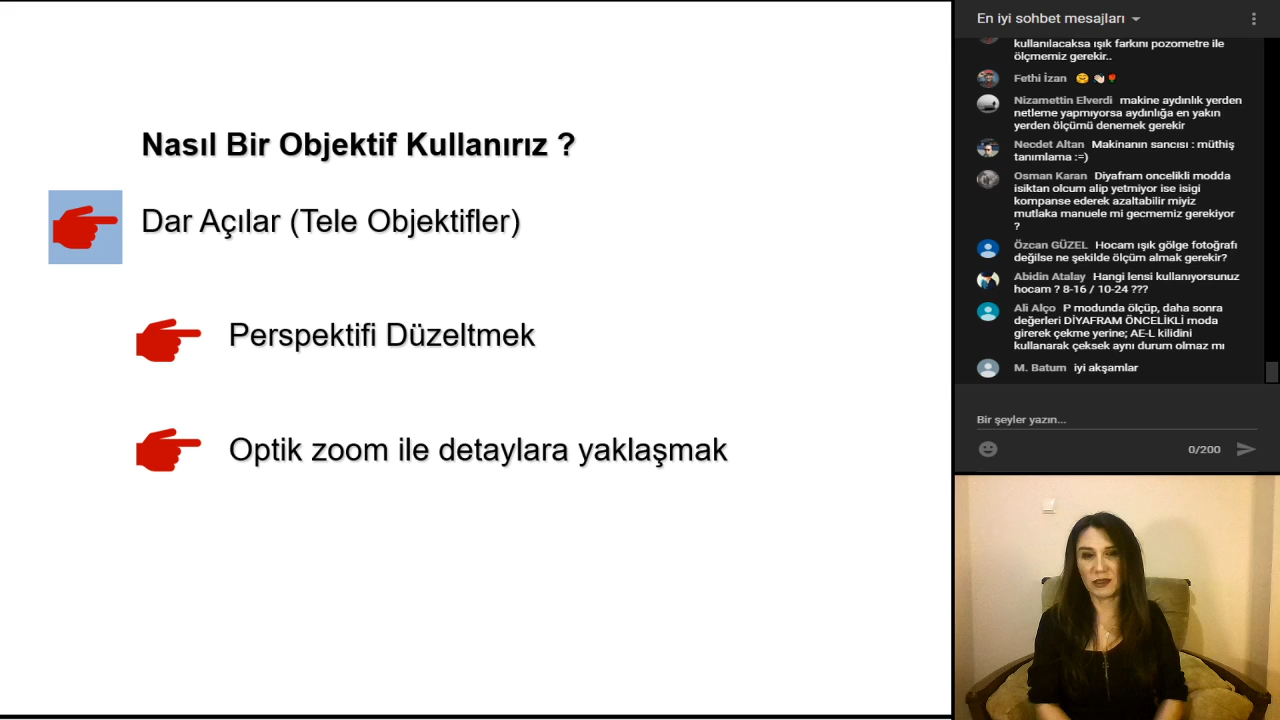 Nasıl Bir Objektif Kullanırız ?
Dar Açılar (Tele Objektifler)
Perspektifi Düzeltmek
Optik zoom ile detaylara yaklaşmak
En iyi sohbet mesajları
kullanılacaksa ışık farkını pozometre ile
ölçmemiz gerekir..
Fethi İzan
Nizamettin Elverdi makine aydınlık yerden
netleme yapmıyorsa aydınlığa en yakın
yerden ölçümü denemek gerekir
Necdet Altan Makinanın sancısı : müthiş
tanımlama :=)
Osman Karan Diyafram oncelikli modda
isiktan olcum alip yetmiyor ise isigi
kompanse ederek azaltabilir miyiz
mutlaka manuele mi gecmemiz gerekiyor
?
Özcan GÜZEL Hocam ışık gölge fotoğrafı
değilse ne şekilde ölçüm almak gerekir?
Abidin Atalay Hangi lensi kullanıyorsunuz
hocam ? 8-16 / 10-24 ???
Ali Alço P modunda ölçüp, daha sonra
değerleri DİYAFRAM ÖNCELİKLİ moda
girerek çekme yerine; AE-L kilidini
kullanarak çeksek aynı durum olmaz mı
M. Batum iyi akşamlar
Bir şeyler yazın...
0/200